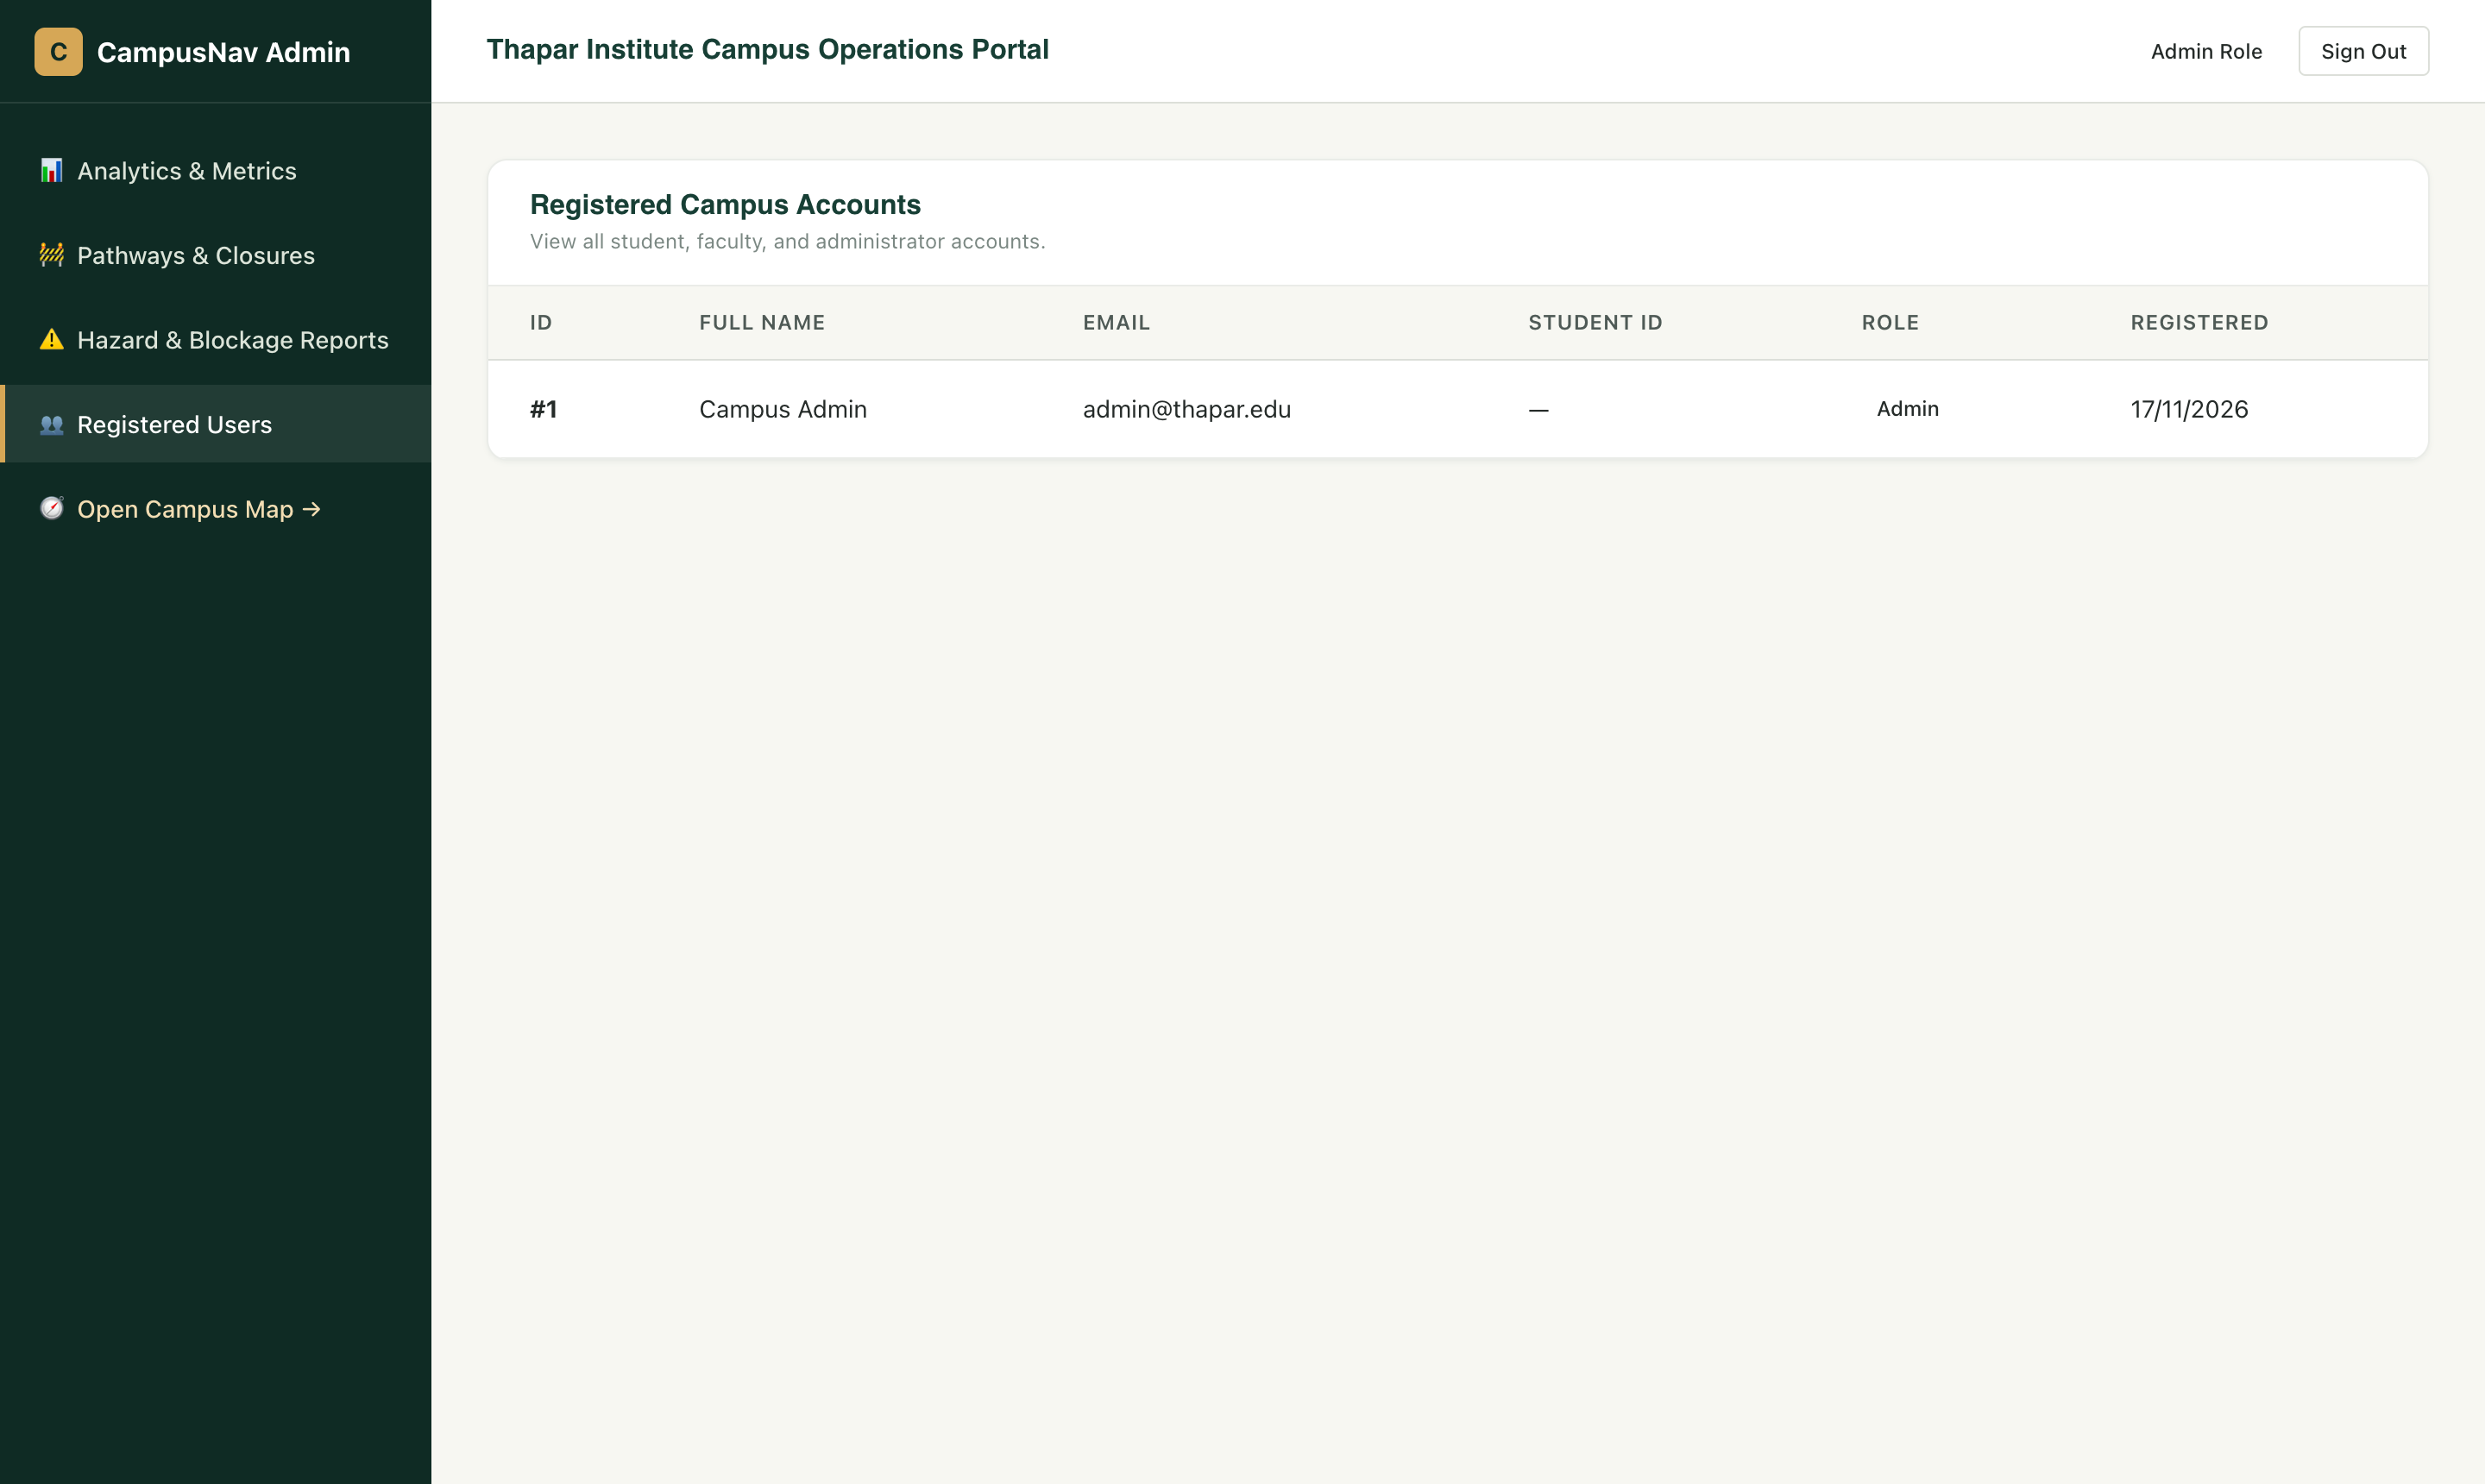 C CampusNav Admin
Analytics & Metrics
Pathways & Closures
Hazard & Blockage Reports
Registered Users
Open Campus Map →
Thapar Institute Campus Operations Portal
Admin Role
Sign Out
Registered Campus Accounts
View all student, faculty, and administrator accounts.
ID FULL NAME EMAIL STUDENT ID ROLE REGISTERED
#1 Campus Admin admin@thapar.edu — Admin 17/11/2026